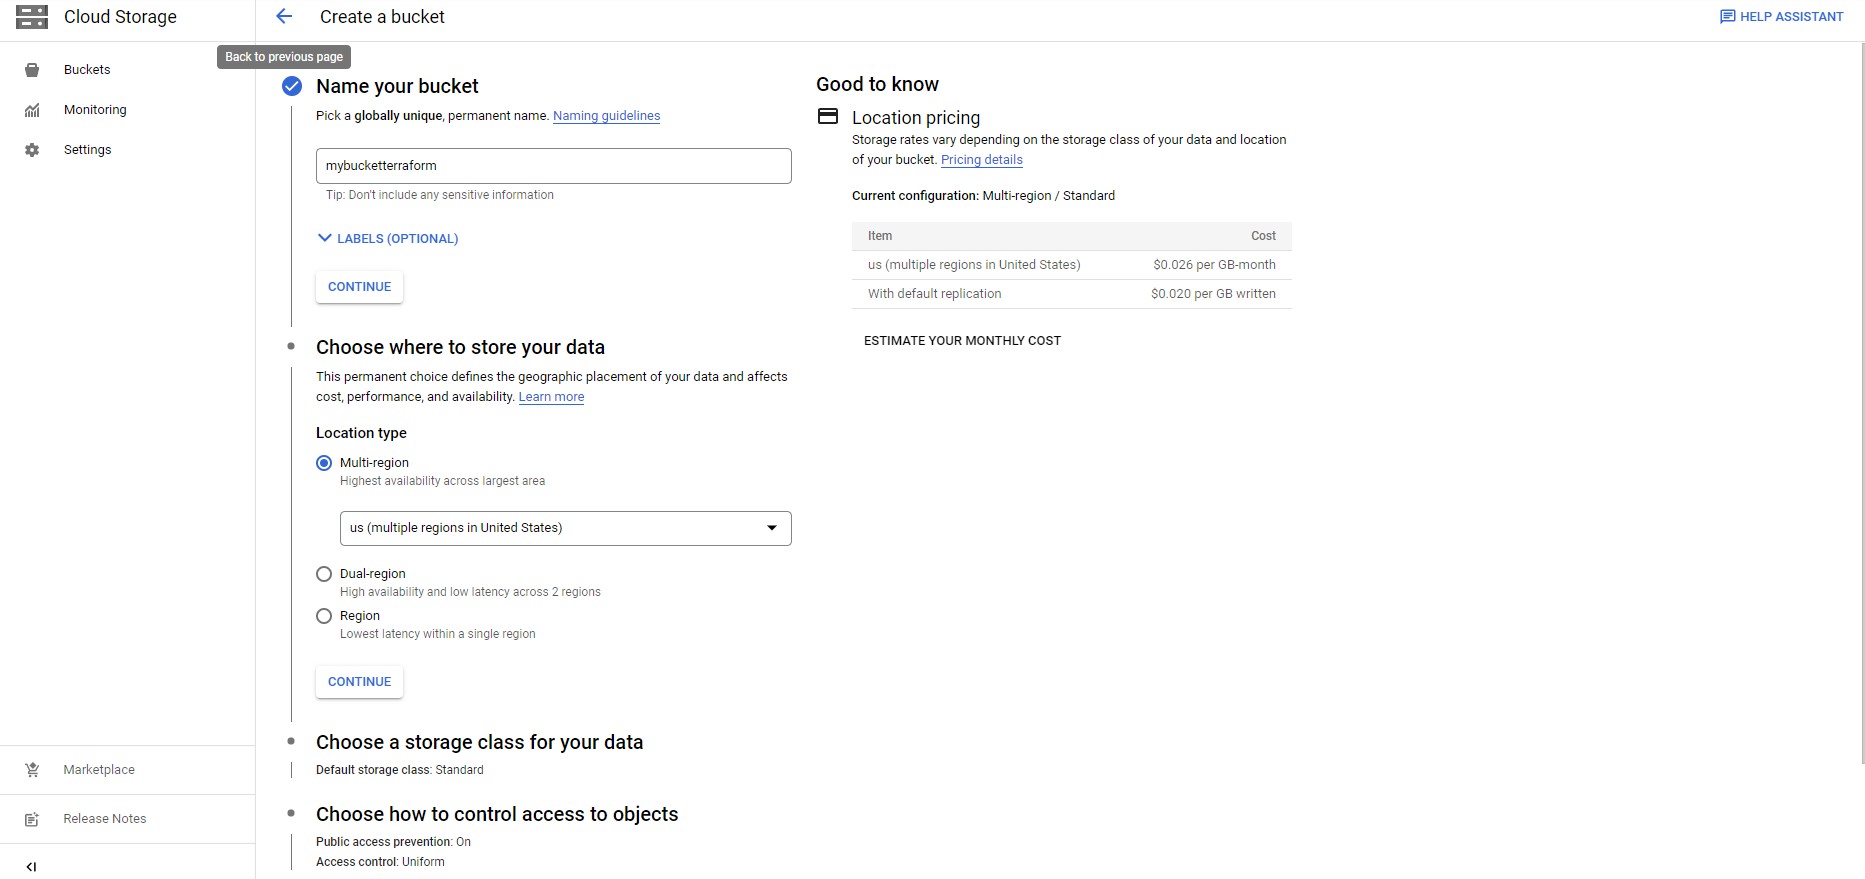 Cloud Storage
Create a bucket
HELP ASSISTANT
Back to previous page
Buckets
Monitoring
Settings
Marketplace
Release Notes
Name your bucket
Pick a globally unique, permanent name. Naming guidelines
mybucketterraform
Tip: Don't include any sensitive information
LABELS (OPTIONAL)
CONTINUE
Choose where to store your data
This permanent choice defines the geographic placement of your data and affects
cost, performance, and availability. Learn more
Location type
Multi-region
Highest availability across largest area
us (multiple regions in United States)
Dual-region
High availability and low latency across 2 regions
Region
Lowest latency within a single region
CONTINUE
Choose a storage class for your data
Default storage class: Standard
Choose how to control access to objects
Public access prevention: On
Access control: Uniform
Good to know
Location pricing
Storage rates vary depending on the storage class of your data and location
of your bucket. Pricing details
Current configuration: Multi-region / Standard
Item Cost
us (multiple regions in United States) $0.026 per GB-month
With default replication $0.020 per GB written
ESTIMATE YOUR MONTHLY COST